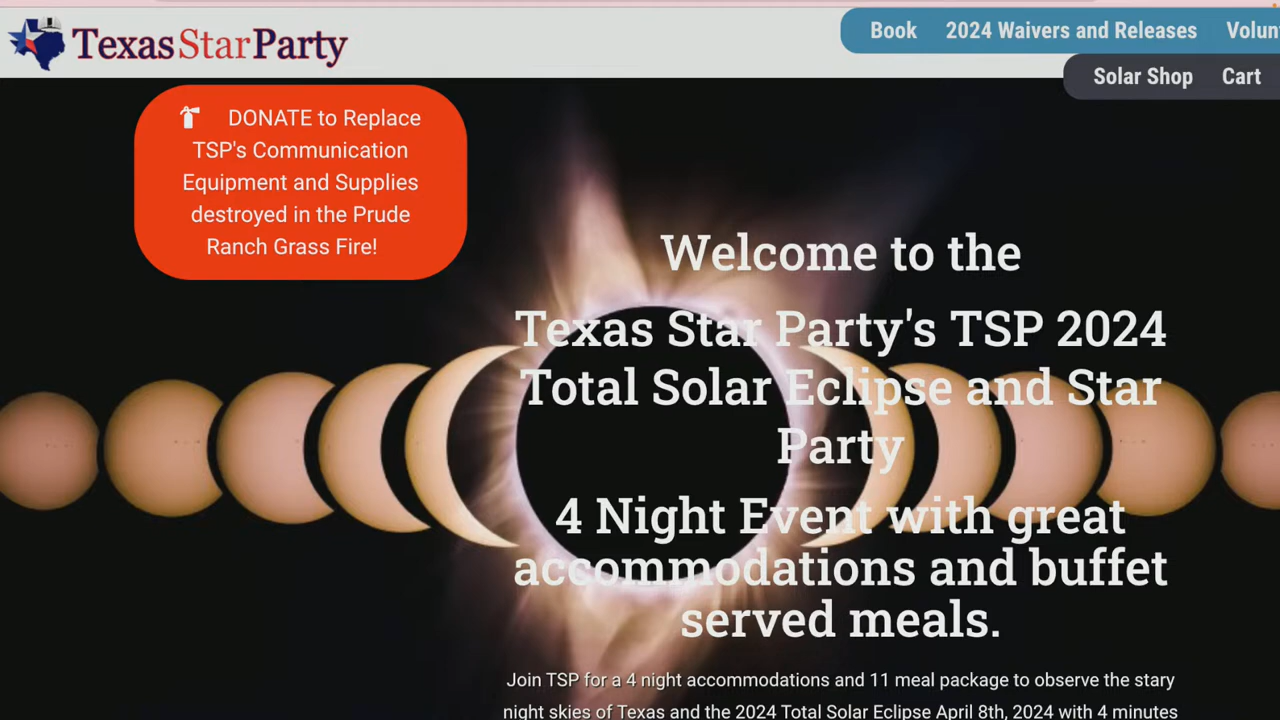 Texas Star Party
Book 2024 Waivers and Releases Volun
Solar Shop Cart
DONATE to Replace
TSP's Communication
Equipment and Supplies
destroyed in the Prude
Ranch Grass Fire!
Welcome to the
Texas Star Party's TSP 2024
Total Solar Eclipse and Star
Party
4 Night Event with great
accommodations and buffet
served meals.
Join TSP for a 4 night accommodations and 11 meal package to observe the stary
night skies of Texas and the 2024 Total Solar Eclipse April 8th, 2024 with 4 minutes